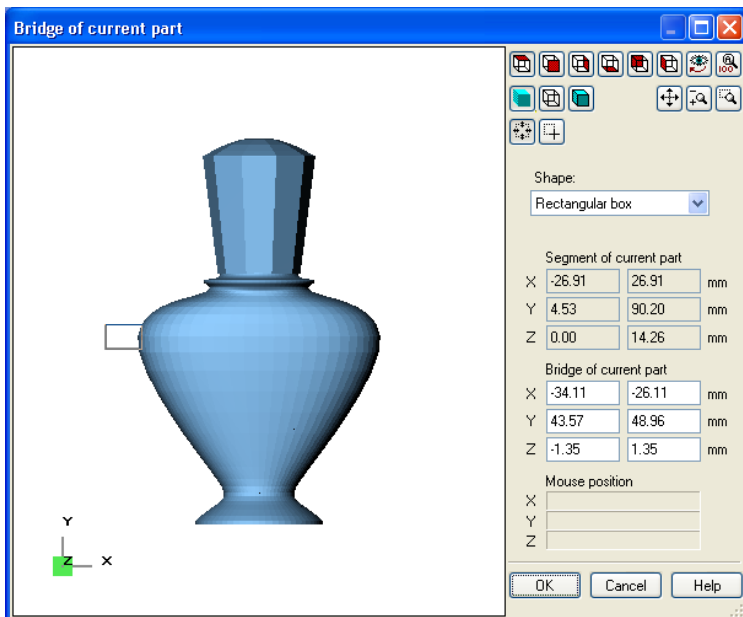 Bridge of current part
100
Shape:
Rectangular box
Segment of current part
X -26.91 26.91 mm
Y 4.53 90.20 mm
Z 0.00 14.26 mm
Bridge of current part
X -34.11 -26.11 mm
Y 43.57 48.96 mm
Z -1.35 1.35 mm
Mouse position
X
Y
Z
Y
Z X
OK Cancel Help